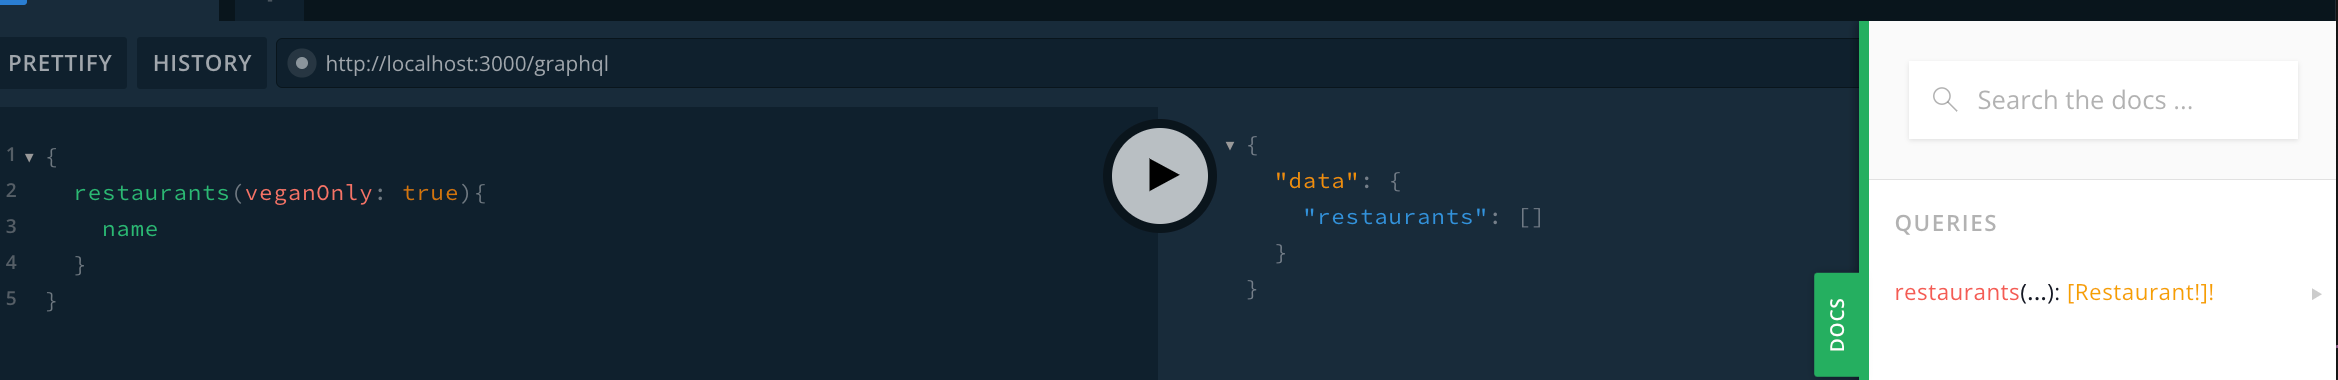 PRETTIFY
HISTORY
http://localhost:3000/graphql
1 {
2 restaurants(veganOnly: true){
3 name
4 }
5 }
{
"data": {
"restaurants": []
}
}
DOCS
Search the docs ...
QUERIES
restaurants(...): [Restaurant!]!